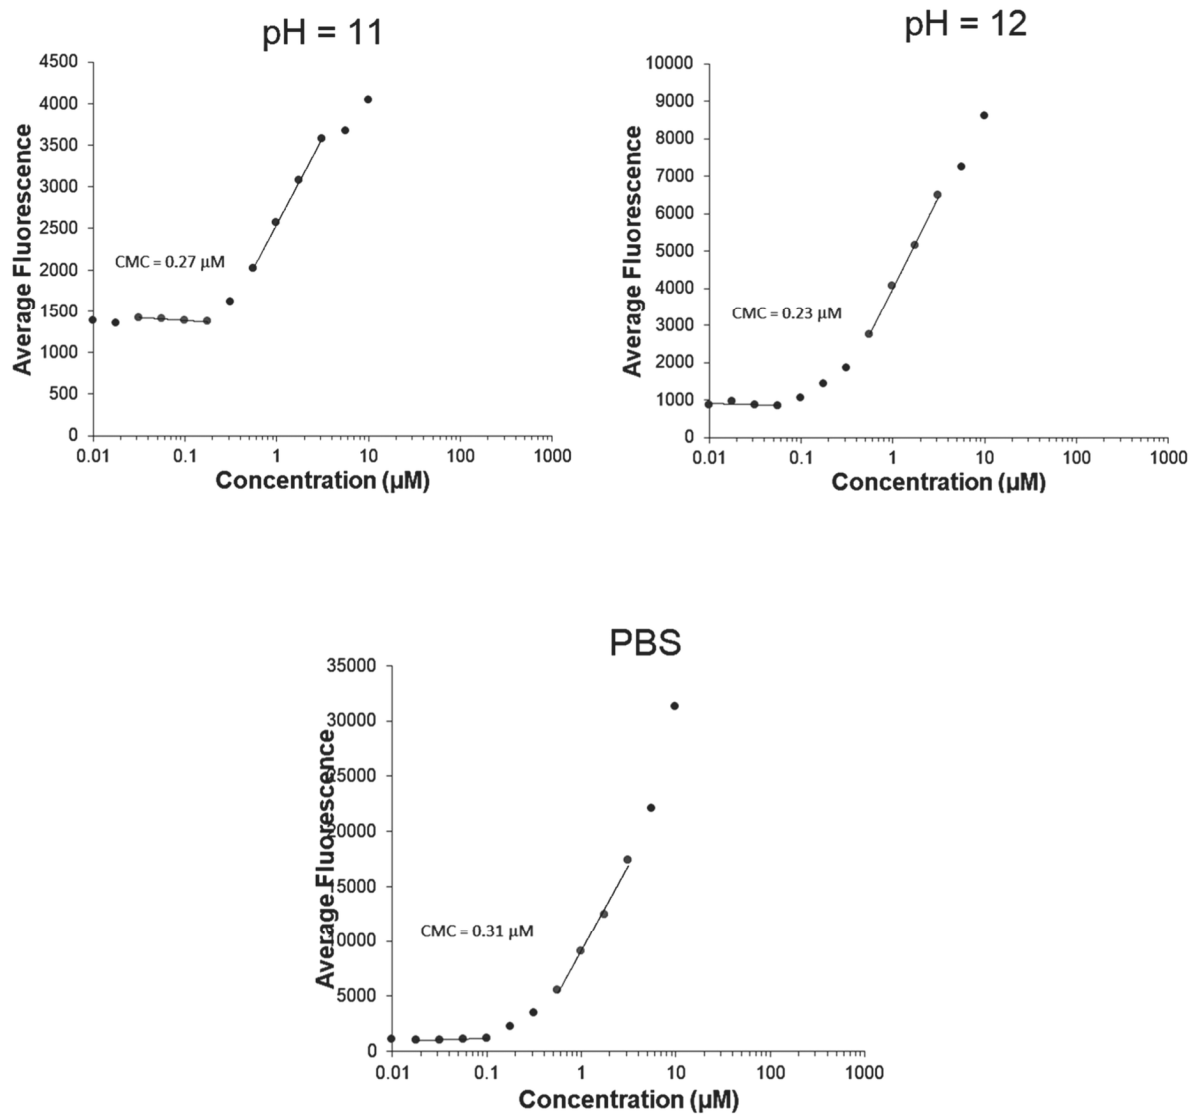 pH = 11
4500
4000
3500
3000
2500
2000
1500
1000
500
0
Average Fluorescence
CMC = 0.27 µM
0.01 0.1 1 10 100 1000
Concentration (µM)
pH = 12
10000
9000
8000
7000
6000
5000
4000
3000
2000
1000
0
Average Fluorescence
CMC = 0.23 µM
0.01 0.1 1 10 100 1000
Concentration (µM)
PBS
35000
30000
25000
20000
15000
10000
5000
0
Average Fluorescence
CMC = 0.31 µM
0.01 0.1 1 10 100 1000
Concentration (µM)